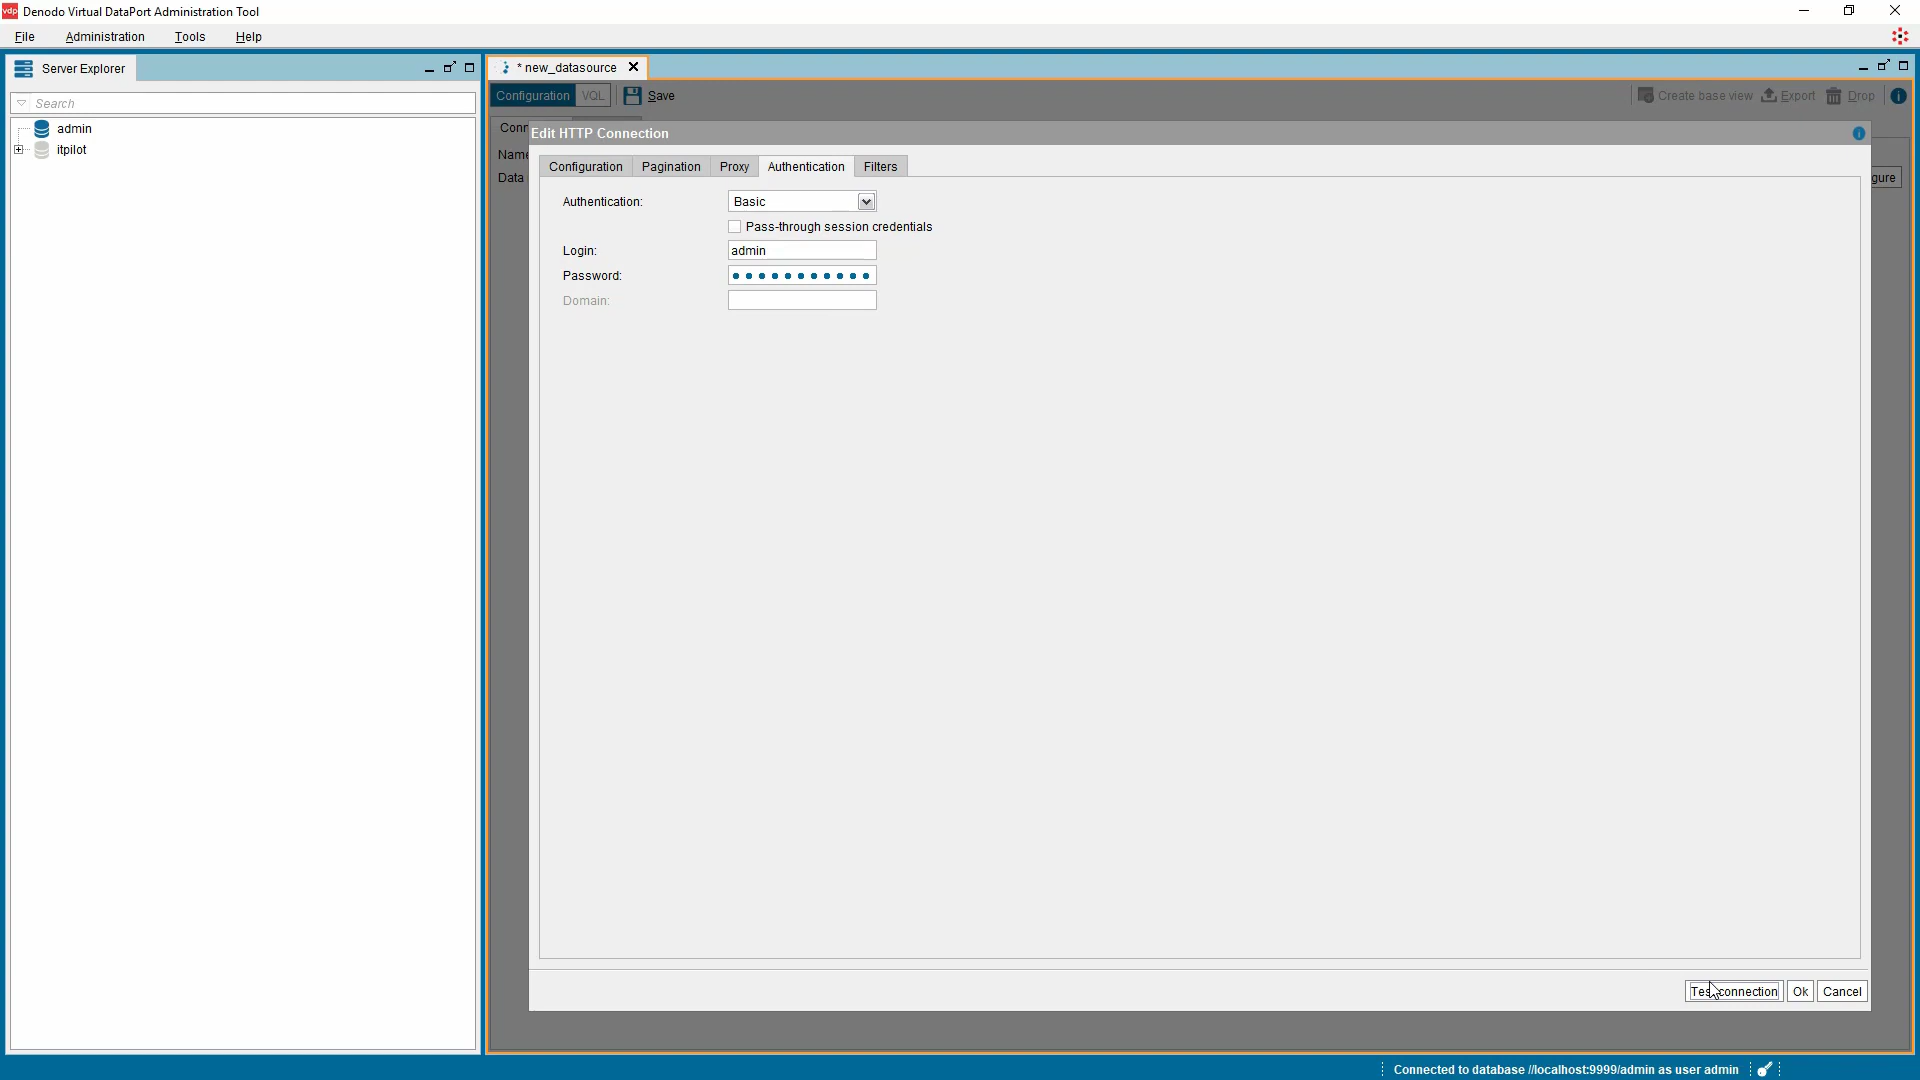 vdp Denodo Virtual DataPort Administration Tool
File Administration Tools Help
Server Explorer
* new_datasource
Search
Configuration VQL Save
Create base view Export Drop
admin
itpilot
Conn
Name
Data
gure
Edit HTTP Connection
Configuration Pagination Proxy Authentication Filters
Authentication: Basic
Pass-through session credentials
Login: admin
Password:
Domain:
Test connection Ok Cancel
Connected to database //localhost:9999/admin as user admin